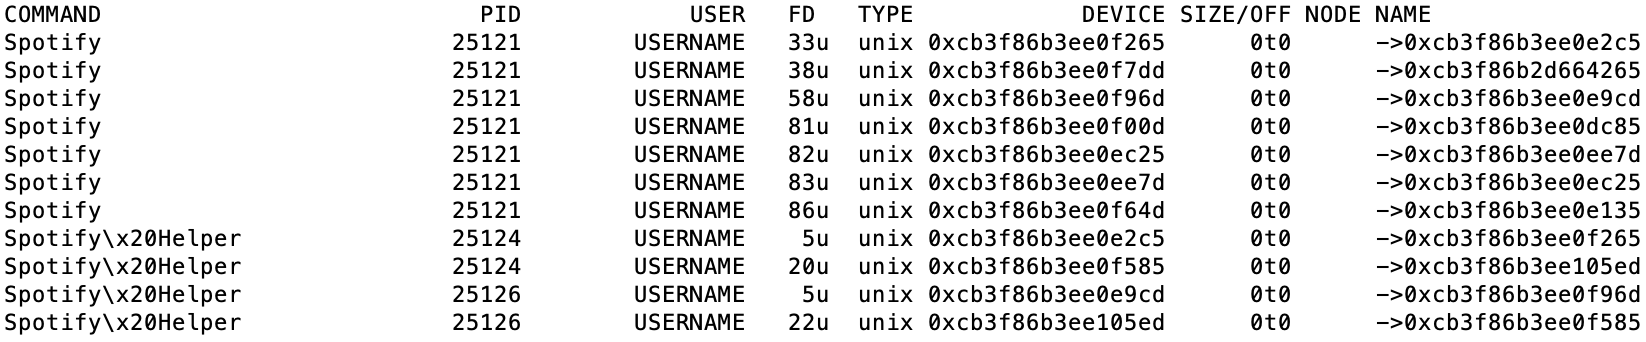 COMMAND PID USER FD TYPE DEVICE SIZE/OFF NODE NAME
Spotify 25121 USERNAME 33u unix 0xcb3f86b3ee0f265 0t0 ->0xcb3f86b3ee0e2c5
Spotify 25121 USERNAME 38u unix 0xcb3f86b3ee0f7dd 0t0 ->0xcb3f86b2d664265
Spotify 25121 USERNAME 58u unix 0xcb3f86b3ee0f96d 0t0 ->0xcb3f86b3ee0e9cd
Spotify 25121 USERNAME 81u unix 0xcb3f86b3ee0f00d 0t0 ->0xcb3f86b3ee0dc85
Spotify 25121 USERNAME 82u unix 0xcb3f86b3ee0ec25 0t0 ->0xcb3f86b3ee0ee7d
Spotify 25121 USERNAME 83u unix 0xcb3f86b3ee0ee7d 0t0 ->0xcb3f86b3ee0ec25
Spotify 25121 USERNAME 86u unix 0xcb3f86b3ee0f64d 0t0 ->0xcb3f86b3ee0e135
Spotify\x20Helper 25124 USERNAME 5u unix 0xcb3f86b3ee0e2c5 0t0 ->0xcb3f86b3ee0f265
Spotify\x20Helper 25124 USERNAME 20u unix 0xcb3f86b3ee0f585 0t0 ->0xcb3f86b3ee105ed
Spotify\x20Helper 25126 USERNAME 5u unix 0xcb3f86b3ee0e9cd 0t0 ->0xcb3f86b3ee0f96d
Spotify\x20Helper 25126 USERNAME 22u unix 0xcb3f86b3ee105ed 0t0 ->0xcb3f86b3ee0f585